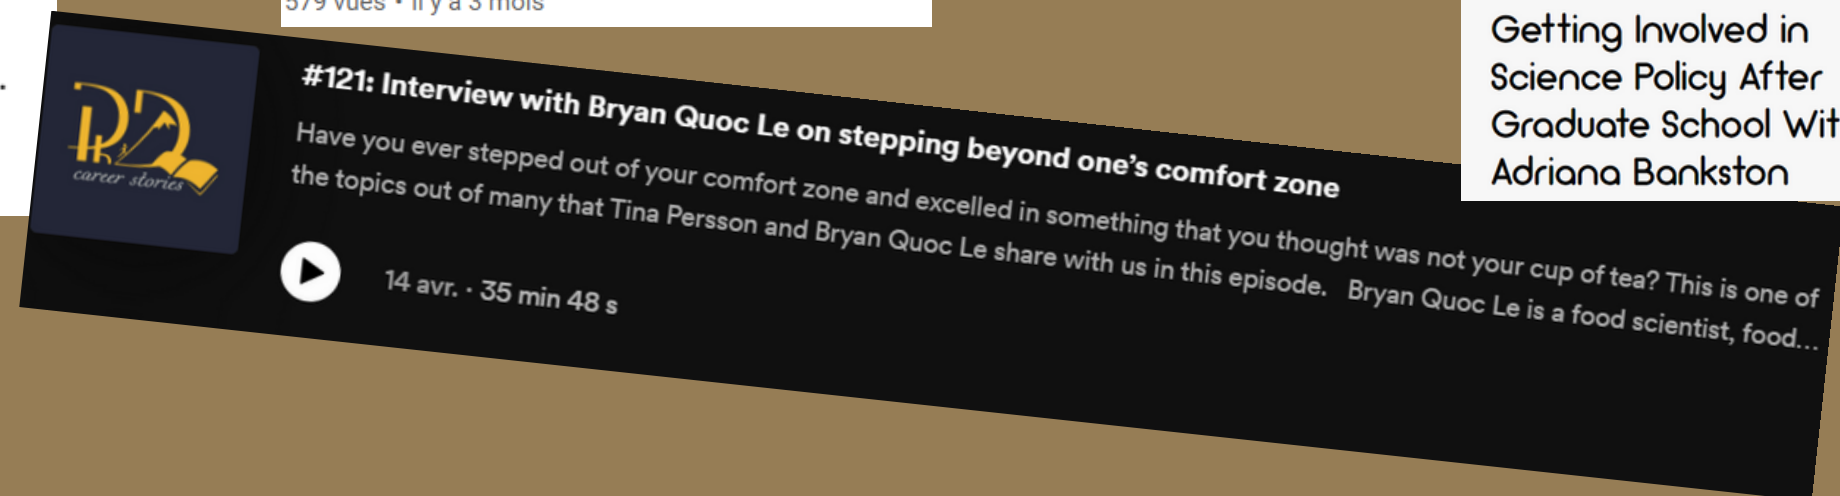 579 vues • il y a 3 mois
Getting Involved in
Science Policy After
Graduate School Wit
Adriana Bankston
PhD
career stories
#121: Interview with Bryan Quoc Le on stepping beyond one's comfort zone
Have you ever stepped out of your comfort zone and excelled in something that you thought was not your cup of tea? This is one of
the topics out of many that Tina Persson and Bryan Quoc Le share with us in this episode. Bryan Quoc Le is a food scientist, food...
14 avr. · 35 min 48 s